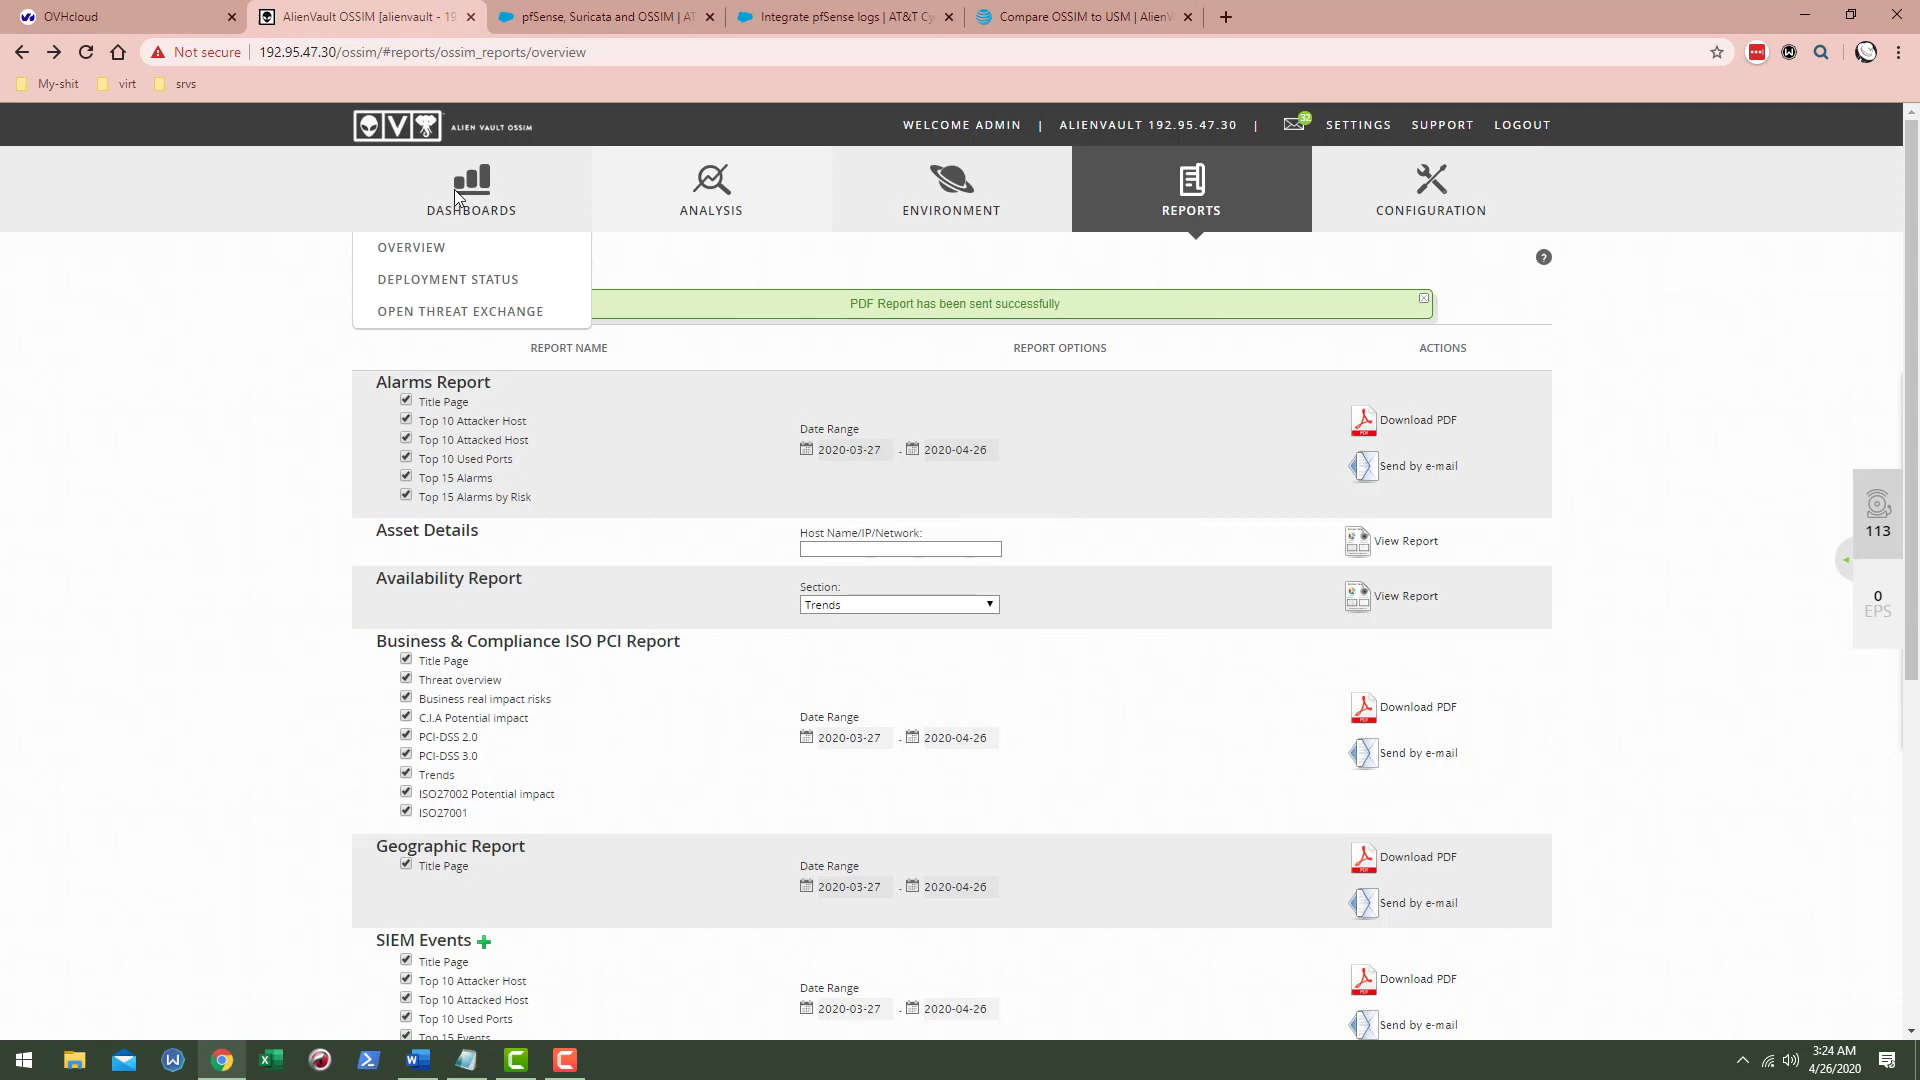 OVHcloud
AlienVault OSSIM [alienvault - 19
pfSense, Suricata and OSSIM | AT
Integrate pfSense logs | AT&T Cy
Compare OSSIM to USM | AlienV
Not secure
192.95.47.30/ossim/#reports/ossim_reports/overview
My-shit
virt
srvs
ALIEN VAULT OSSIM
WELCOME ADMIN | ALIENVAULT 192.95.47.30 |
32
SETTINGS
SUPPORT
LOGOUT
DASHBOARDS
ANALYSIS
ENVIRONMENT
REPORTS
CONFIGURATION
OVERVIEW
DEPLOYMENT STATUS
OPEN THREAT EXCHANGE
?
PDF Report has been sent successfully
REPORT NAME
REPORT OPTIONS
ACTIONS
Alarms Report
Title Page
Top 10 Attacker Host
Top 10 Attacked Host
Top 10 Used Ports
Top 15 Alarms
Top 15 Alarms by Risk
Date Range
2020-03-27 - 2020-04-26
Download PDF
Send by e-mail
Asset Details
Host Name/IP/Network:
View Report
Availability Report
Section:
Trends
View Report
Business & Compliance ISO PCI Report
Title Page
Threat overview
Business real impact risks
C.I.A Potential impact
PCI-DSS 2.0
PCI-DSS 3.0
Trends
ISO27002 Potential impact
ISO27001
Date Range
2020-03-27 - 2020-04-26
Download PDF
Send by e-mail
Geographic Report
Title Page
Date Range
2020-03-27 - 2020-04-26
Download PDF
Send by e-mail
SIEM Events
Title Page
Top 10 Attacker Host
Top 10 Attacked Host
Top 10 Used Ports
Top 15 Events
Date Range
2020-03-27 - 2020-04-26
Download PDF
Send by e-mail
113
0
EPS
3:24 AM
4/26/2020